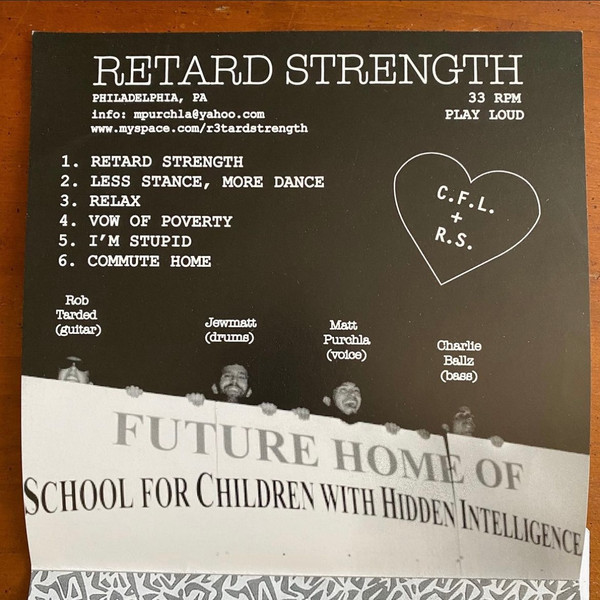 RETARD STRENGTH
PHILADELPHIA, PA
info: mpurchla@yahoo.com
www.myspace.com/r3tardstrength
33 RPM
PLAY LOUD
1. RETARD STRENGTH
2. LESS STANCE, MORE DANCE
3. RELAX
4. VOW OF POVERTY
5. I'M STUPID
6. COMMUTE HOME
C.F.L.
+
R.S.
Rob
Tarded
(guitar)
Jewmatt
(drums)
Matt
Purchla
(voice)
Charlie
Ballz
(bass)
FUTURE HOME OF
SCHOOL FOR CHILDREN WITH HIDDEN INTELLIGENCE